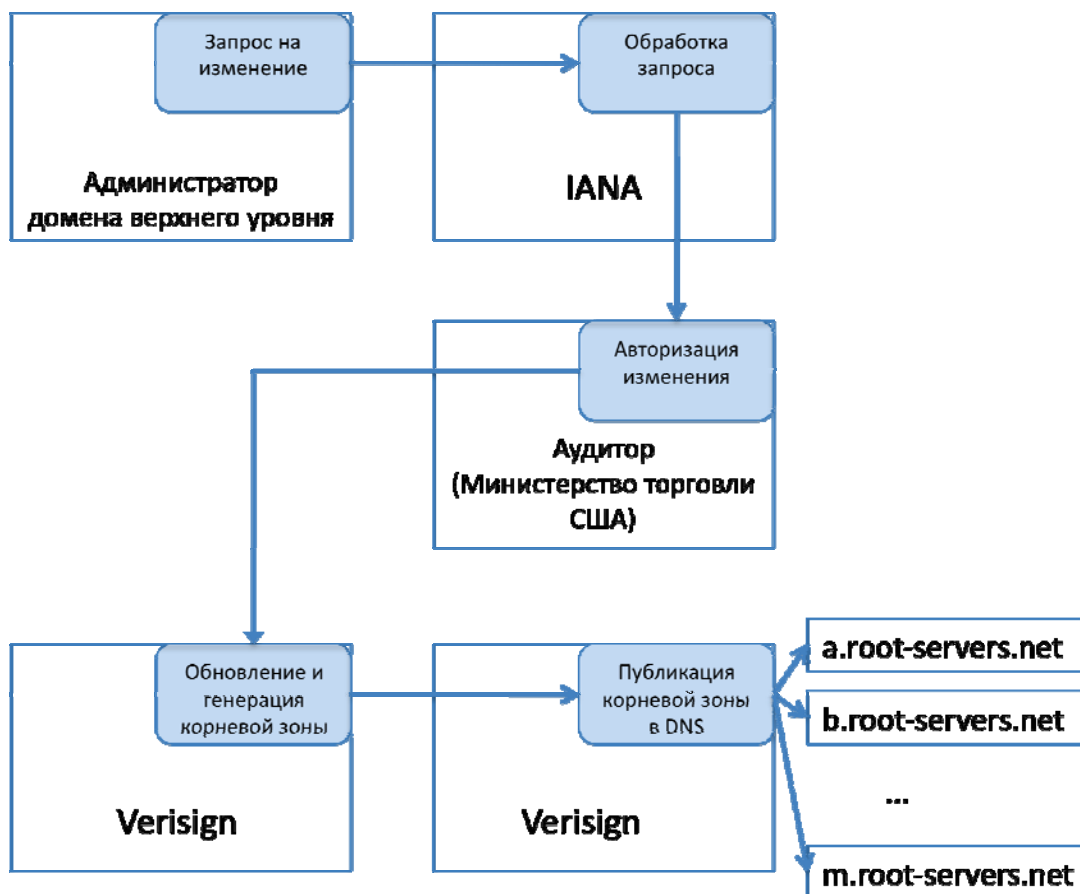 Запрос на
изменение
Администратор
домена верхнего уровня
Обработка
запроса
IANA
Авторизация
изменения
Аудитор
(Министерство торговли
США)
Обновление и
генерация
корневой зоны
Verisign
Публикация
корневой зоны
в DNS
Verisign
a.root-servers.net
b.root-servers.net
...
m.root-servers.net